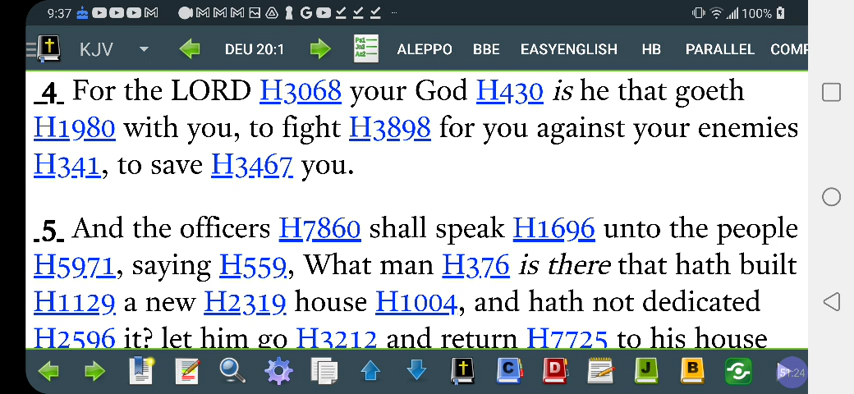 9:37 100%
KJV DEU 20:1 ALEPPO BBE EASYENGLISH HB PARALLEL COMP
4 For the LORD H3068 your God H430 is he that goeth
H1980 with you, to fight H3898 for you against your enemies
H341, to save H3467 you.
5 And the officers H7860 shall speak H1696 unto the people
H5971, saying H559, What man H376 is there that hath built
H1129 a new H2319 house H1004, and hath not dedicated
H2596 it? let him go H3212 and return H7725 to his house
C D J B